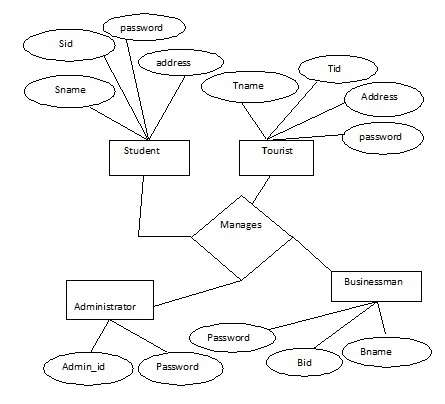 password
Sid
address
Sname
Tid
Tname
Address
password
Student
Tourist
Manages
Businessman
Administrator
Password
Bname
Bid
Admin_id
Password